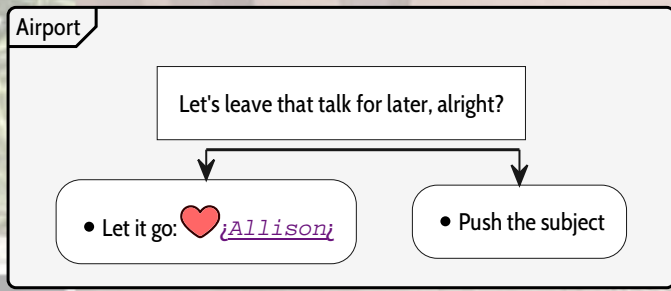 Airport
Let's leave that talk for later, alright?
• Let it go: ❤¡Allison¡
• Push the subject